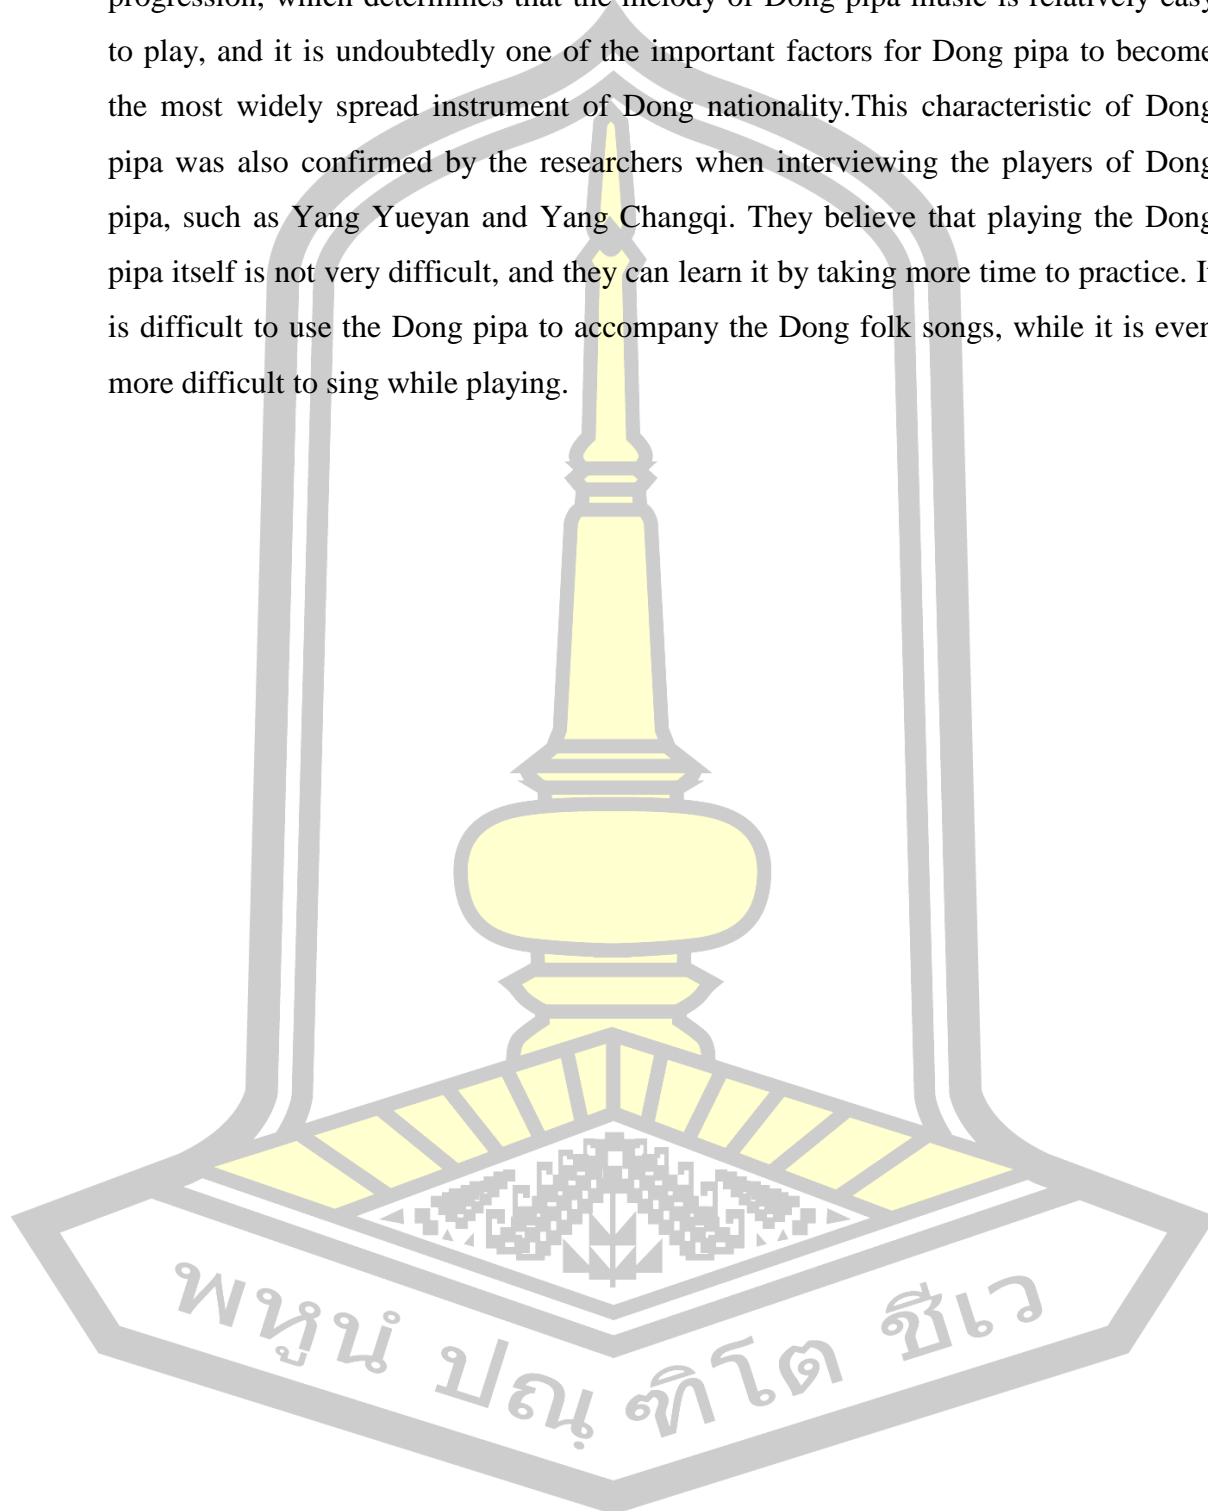 progression, which determines that the melody of Dong pipa music is relatively easy
to play, and it is undoubtedly one of the important factors for Dong pipa to become
the most widely spread instrument of Dong nationality.This characteristic of Dong
pipa was also confirmed by the researchers when interviewing the players of Dong
pipa, such as Yang Yueyan and Yang Changqi. They believe that playing the Dong
pipa itself is not very difficult, and they can learn it by taking more time to practice. It
is difficult to use the Dong pipa to accompany the Dong folk songs, while it is even
more difficult to sing while playing.
พหูนํ ปณฺฑิโต ชีเว